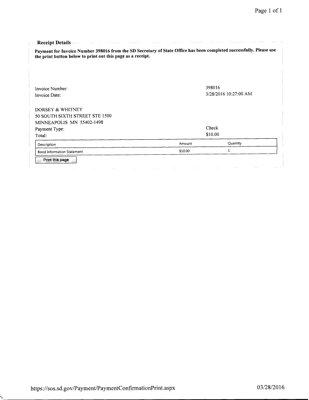 Page 1 of 1
Receipt Details
Payment for Invoice Number 398016 from the SD Secretary of State Office has been completed successfully. Please use
the print button below to print out this page as a receipt.
Invoice Number: 398016
Invoice Date: 3/28/2016 10:27:00 AM
DORSEY & WHITNEY
50 SOUTH SIXTH STREET STE 1500
MINNEAPOLIS MN 55402-1498
Payment Type: Check
Total: $10.00
Description Amount Quantity
Bond Information Statement $10.00 1
Print this page
https://sos.sd.gov/Payment/PaymentConfirmationPrint.aspx 03/28/2016